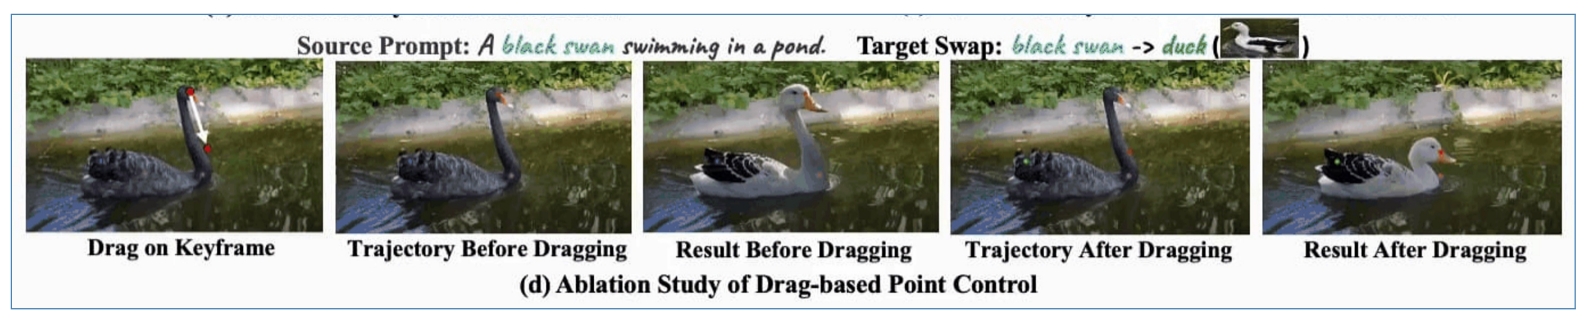 Source Prompt: A black swan swimming in a pond. Target Swap: black swan -> duck ( )
Drag on Keyframe
Trajectory Before Dragging
Result Before Dragging
Trajectory After Dragging
Result After Dragging
(d) Ablation Study of Drag-based Point Control